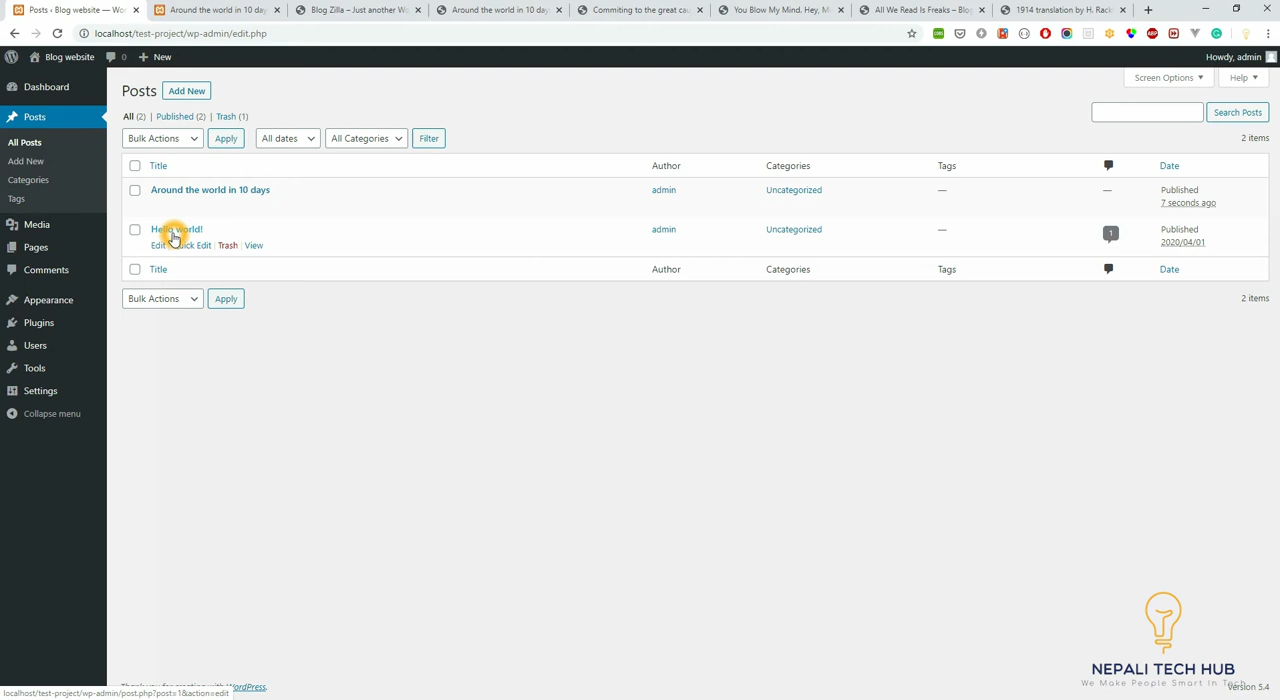 Posts ‹ Blog website — Wor
Around the world in 10 day
Blog Zilla – Just another Wo
Around the world in 10 day
Commiting to the great cau
You Blow My Mind. Hey, M
All We Read Is Freaks – Blog
1914 translation by H. Rack
localhost/test-project/wp-admin/edit.php
Blog website
0
New
Howdy, admin
Dashboard
Posts
All Posts
Add New
Categories
Tags
Media
Pages
Comments
Appearance
Plugins
Users
Tools
Settings
Collapse menu
Screen Options
Help
Posts Add New
All (2) | Published (2) | Trash (1)
Search Posts
Bulk Actions Apply All dates All Categories Filter
2 items
Title Author Categories Tags Date
Around the world in 10 days admin Uncategorized — — Published
7 seconds ago
Hello world! admin Uncategorized — 1 Published
Edit | Quick Edit | Trash | View 2020/04/01
Title Author Categories Tags Date
Bulk Actions Apply
2 items
NEPALI TECH HUB
We Make People Smart In Tech
WordPress.
Version 5.4
localhost/test-project/wp-admin/post.php?post=1&action=edit